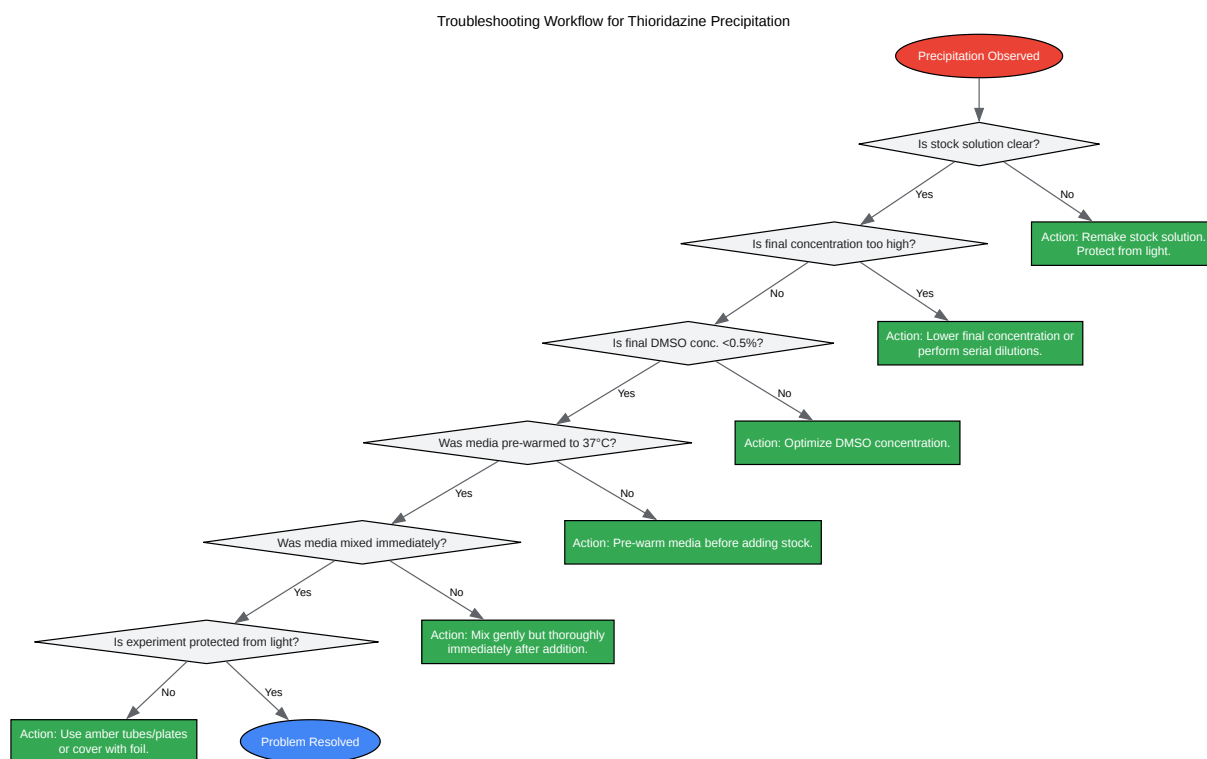 Troubleshooting Workflow for Thioridazine Precipitation
Precipitation Observed
Is stock solution clear?
Yes
No
Is final concentration too high?
Action: Remake stock solution.
Protect from light.
No
Yes
Is final DMSO conc. <0.5%?
Action: Lower final concentration or
perform serial dilutions.
Yes
No
Was media pre-warmed to 37°C?
Action: Optimize DMSO concentration.
Yes
No
Was media mixed immediately?
Action: Pre-warm media before adding stock.
Yes
No
Is experiment protected from light?
Action: Mix gently but thoroughly
immediately after addition.
No
Yes
Action: Use amber tubes/plates
or cover with foil.
Problem Resolved